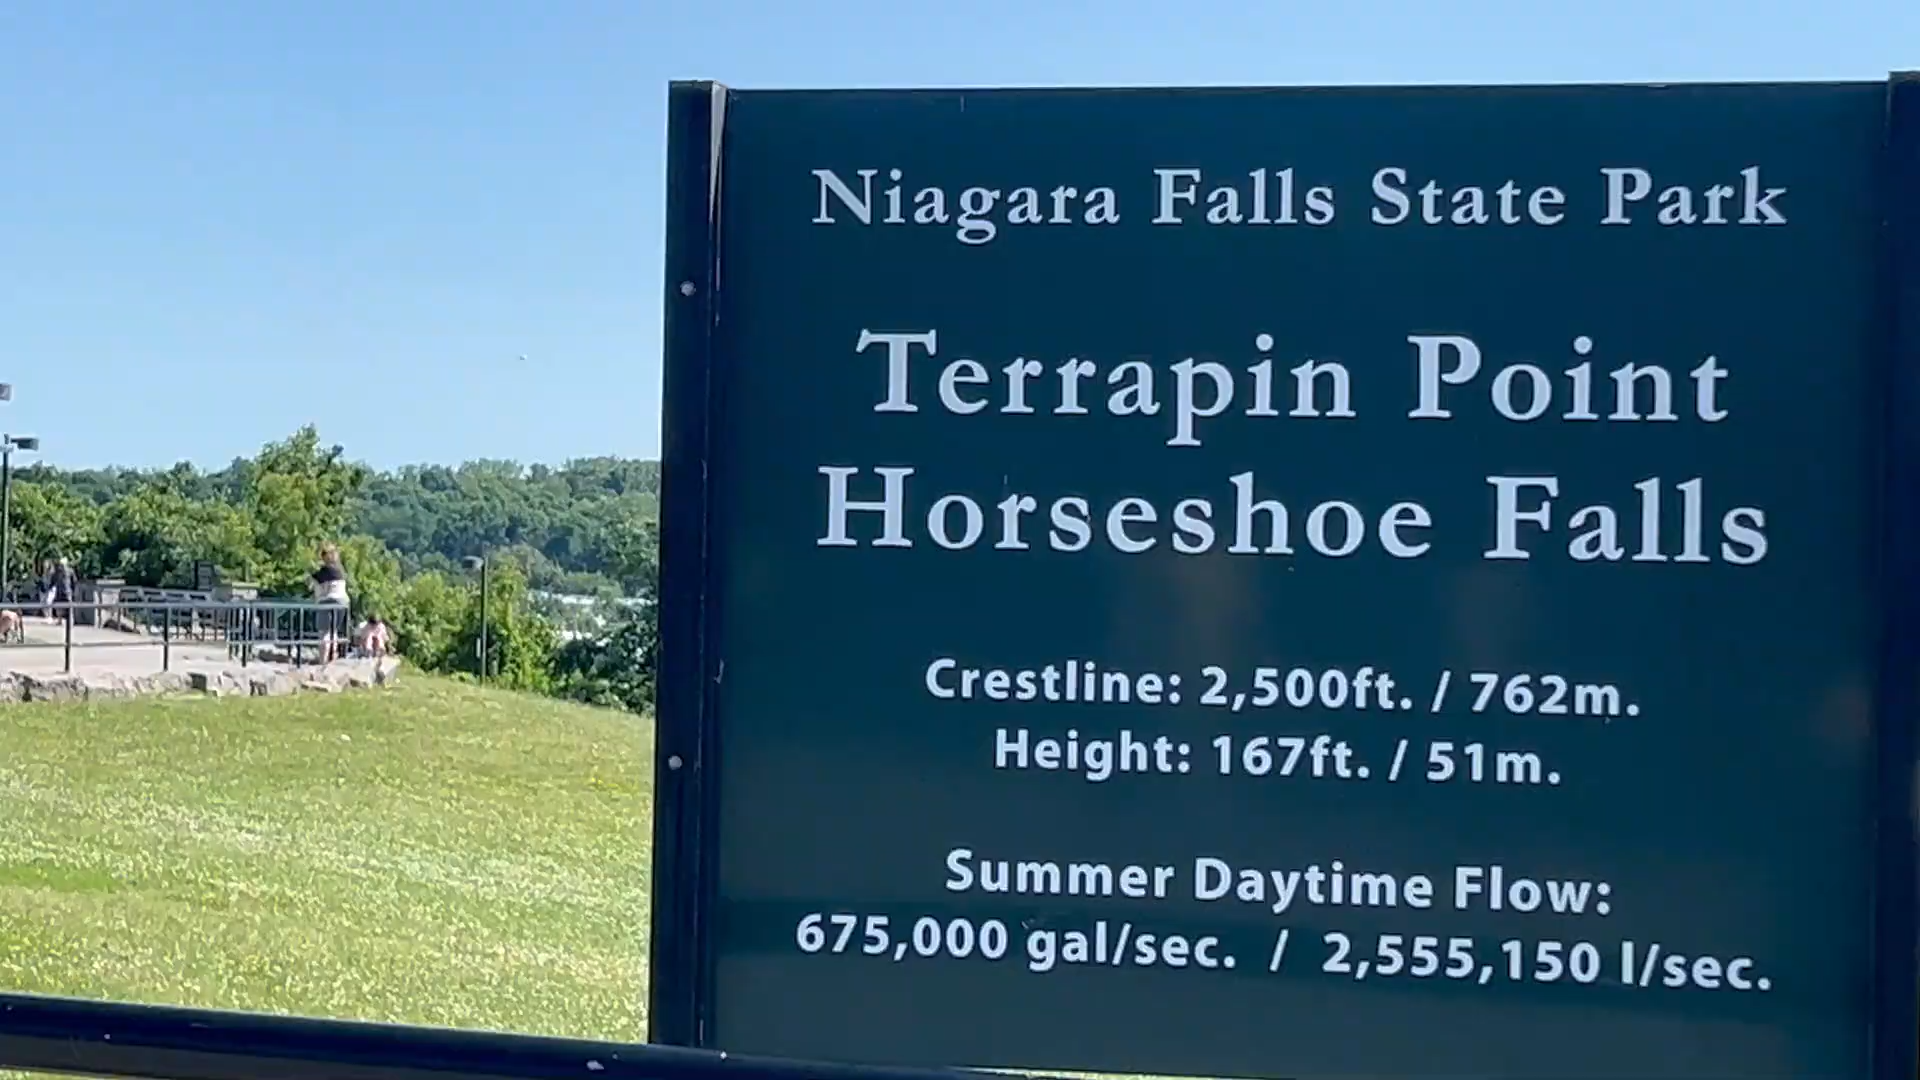 Niagara Falls State Park
Terrapin Point
Horseshoe Falls
Crestline: 2,500ft. / 762m.
Height: 167ft. / 51m.
Summer Daytime Flow:
675,000 gal/sec. / 2,555,150 l/sec.